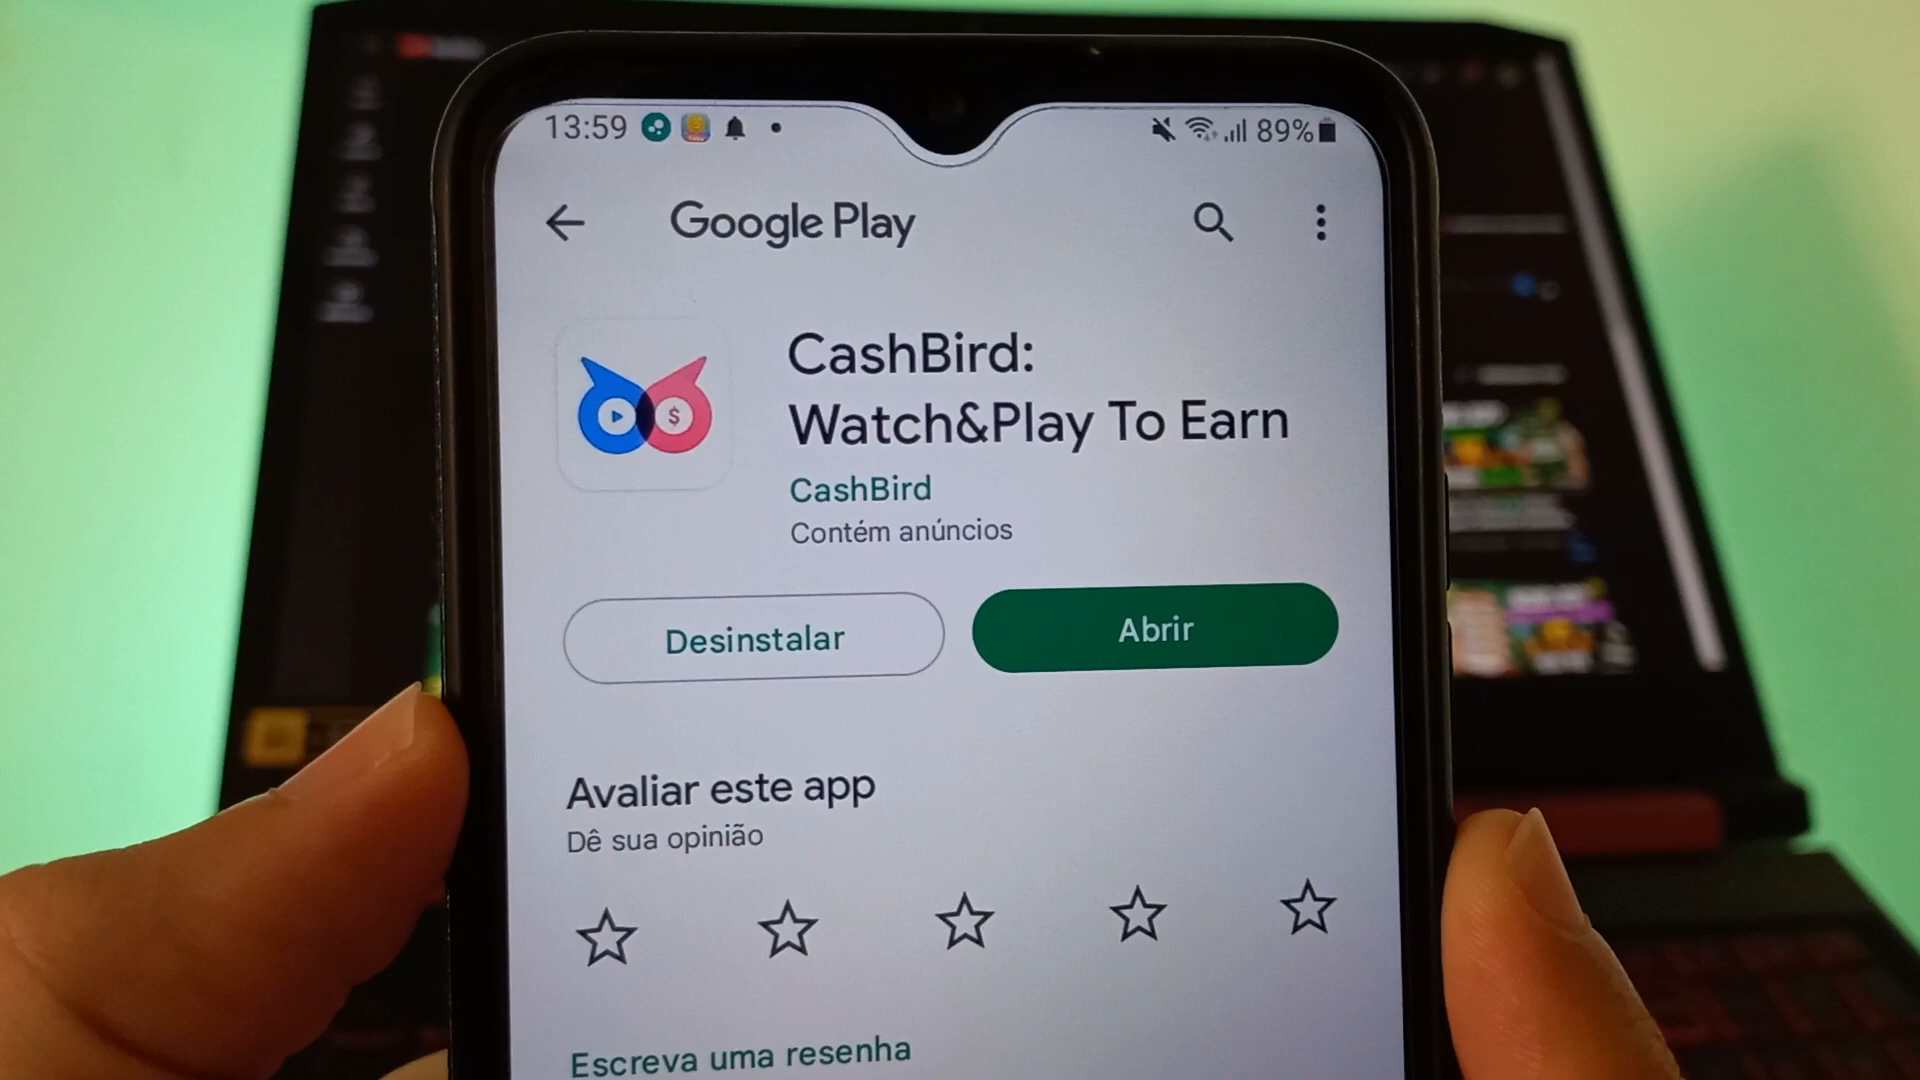 13:59
89%
Google Play
CashBird:
Watch&Play To Earn
CashBird
Contém anúncios
$
Desinstalar
Abrir
Avaliar este app
Dê sua opinião
Escreva uma resenha